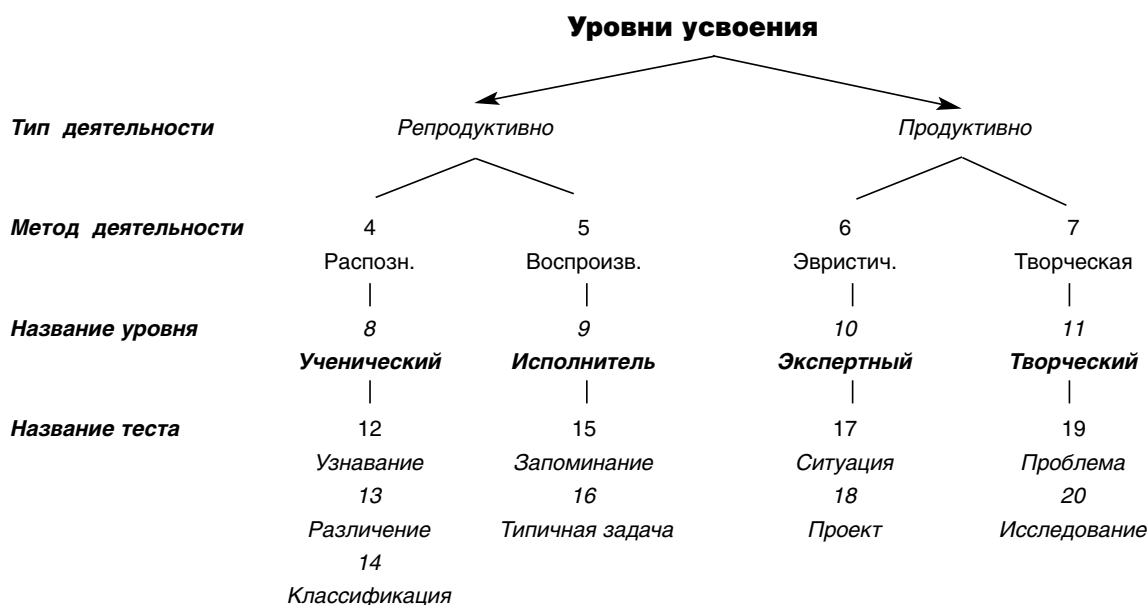 Уровни усвоения
Тип деятельности Репродуктивно Продуктивно
Метод деятельности 4 5 6 7
Распозн. Воспроизв. Эвристич. Творческая
Название уровня 8 9 10 11
Ученический Исполнитель Экспертный Творческий
Название теста 12 15 17 19
Узнавание Запоминание Ситуация Проблема
13 16 18 20
Различение Типичная задача Проект Исследование
14
Классификация